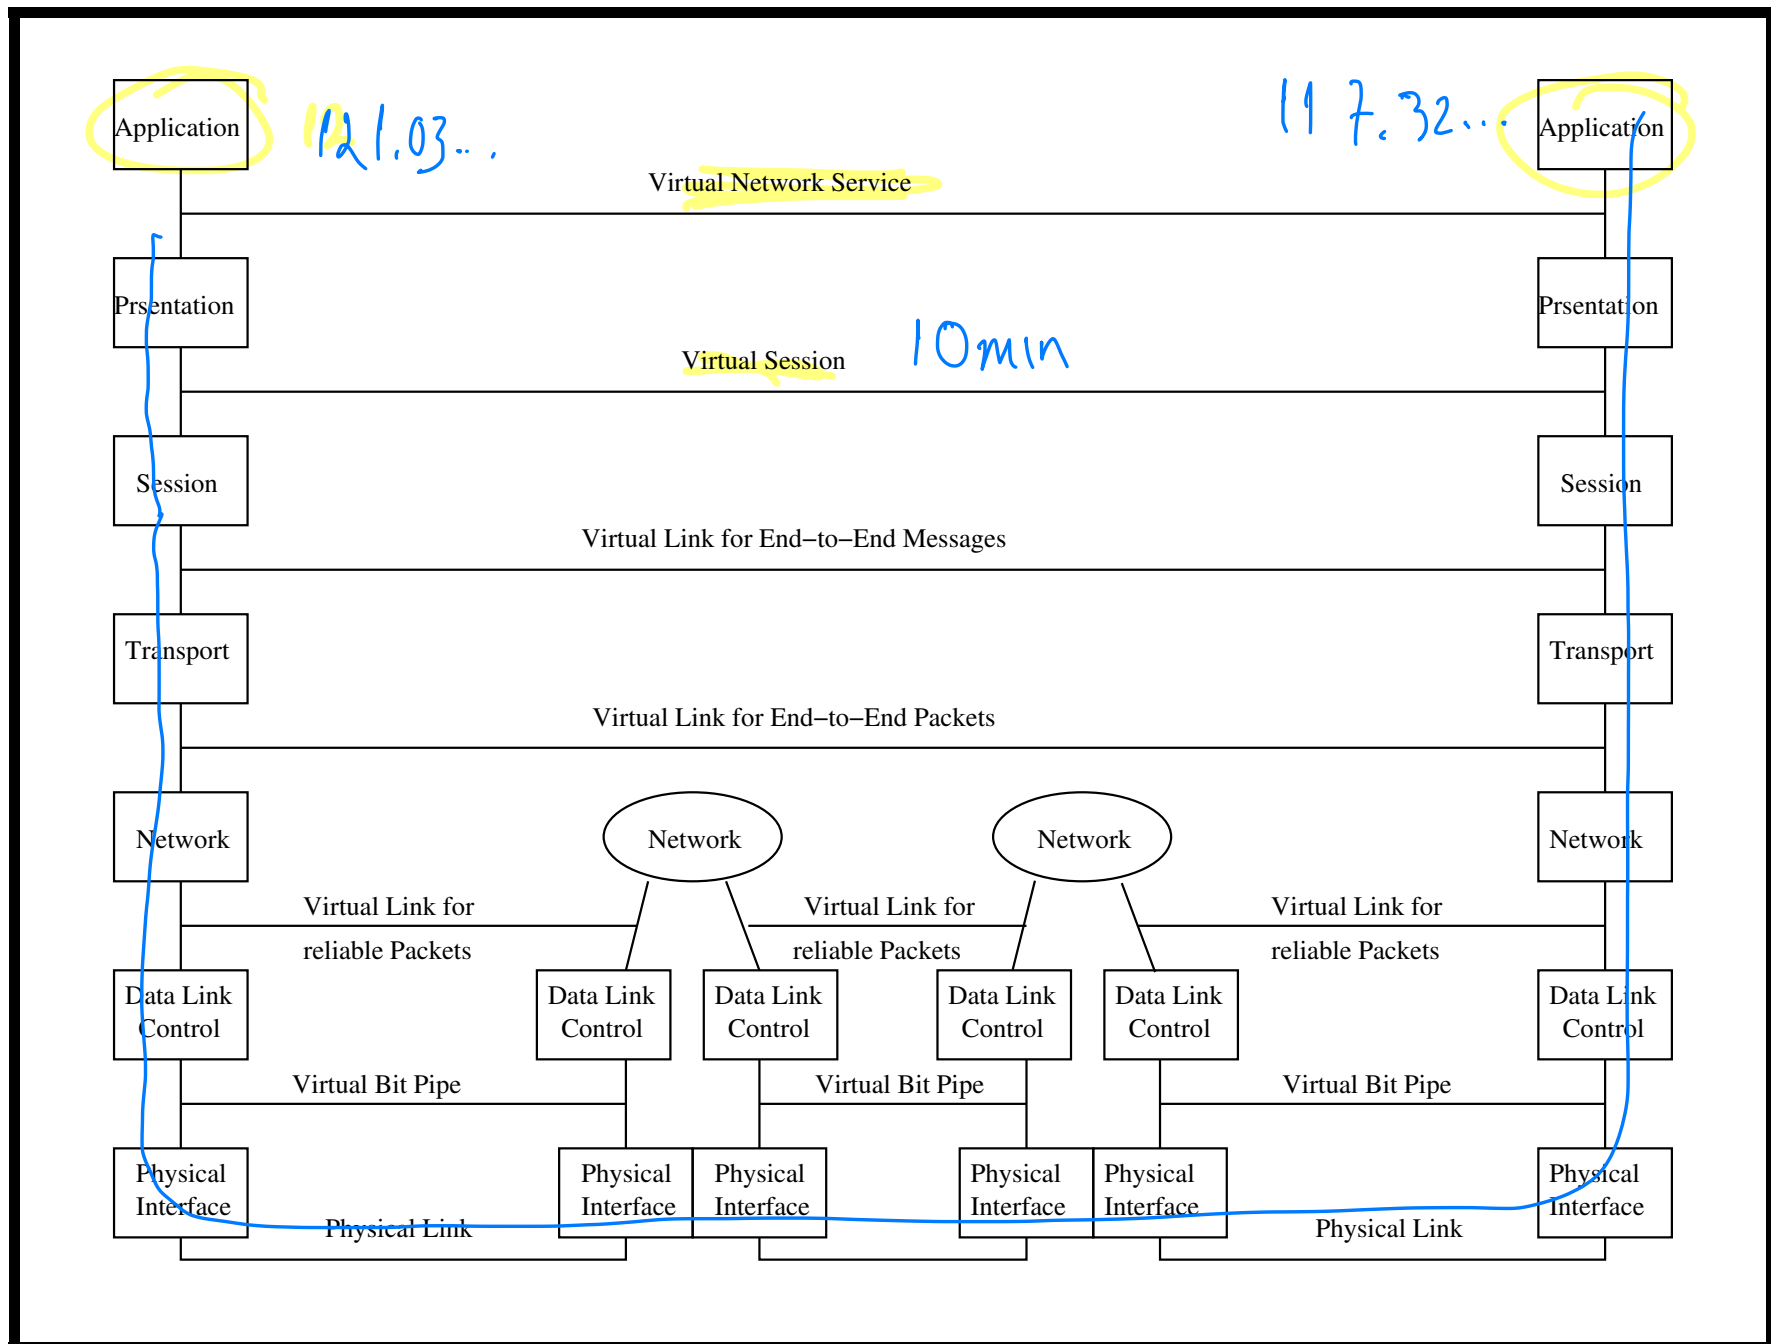 Application 121.03... 117.32... Application
Virtual Network Service
Prsentation Prsentation
Virtual Session 10min
Session Session
Virtual Link for End−to−End Messages
Transport Transport
Virtual Link for End−to−End Packets
Network Network Network Network
Virtual Link for Virtual Link for Virtual Link for
reliable Packets reliable Packets reliable Packets
Data Link Data Link Data Link Data Link Data Link Data Link
Control Control Control Control Control Control
Virtual Bit Pipe Virtual Bit Pipe Virtual Bit Pipe
Physical Physical Physical Physical Physical Physical
Interface Interface Interface Interface Interface Interface
Physical Link Physical Link